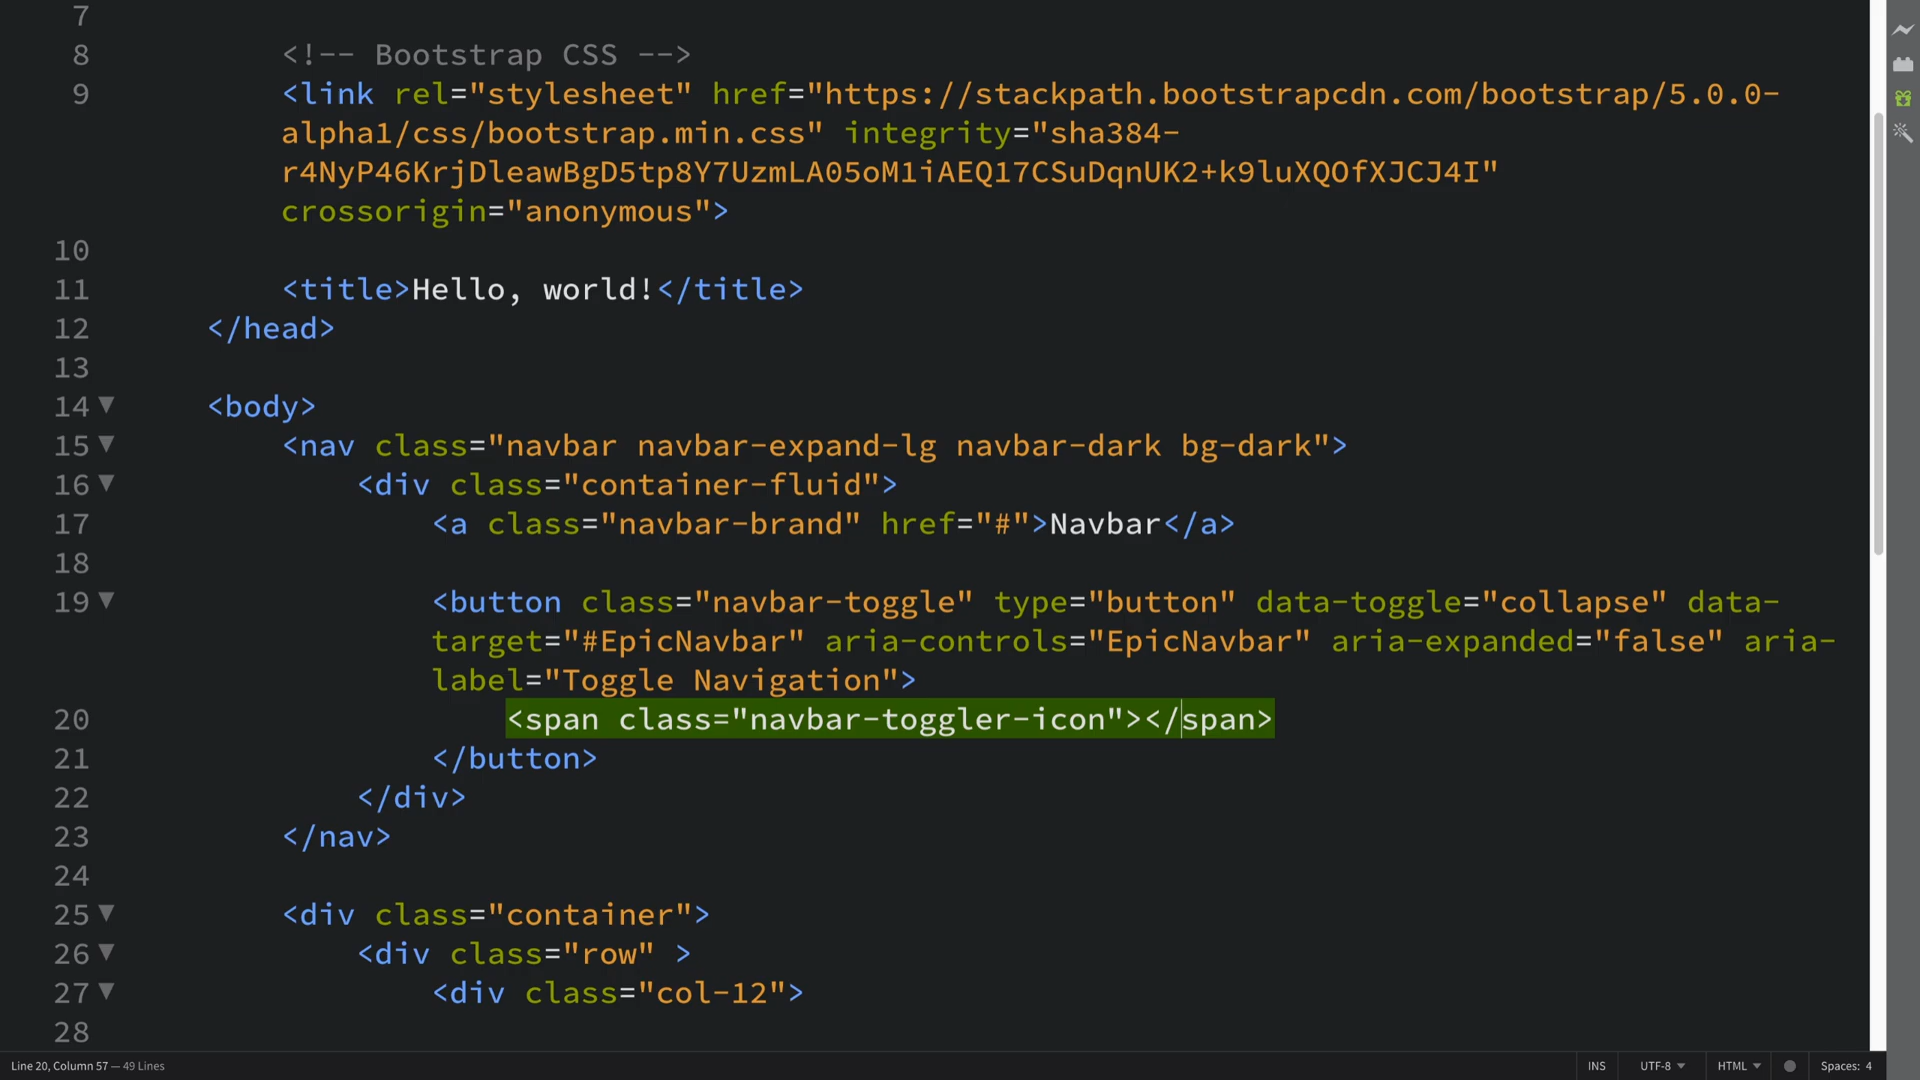 7
8 <!-- Bootstrap CSS -->
9 <link rel="stylesheet" href="https://stackpath.bootstrapcdn.com/bootstrap/5.0.0-
alpha1/css/bootstrap.min.css" integrity="sha384-
r4NyP46KrjDleawBgD5tp8Y7UzmLA05oM1iAEQ17CSuDqnUK2+k9luXQOfXJCJ4I"
crossorigin="anonymous">
10
11 <title>Hello, world!</title>
12 </head>
13
14 <body>
15 <nav class="navbar navbar-expand-lg navbar-dark bg-dark">
16 <div class="container-fluid">
17 <a class="navbar-brand" href="#">Navbar</a>
18
19 <button class="navbar-toggle" type="button" data-toggle="collapse" data-
target="#EpicNavbar" aria-controls="EpicNavbar" aria-expanded="false" aria-
label="Toggle Navigation">
20 <span class="navbar-toggler-icon"></span>
21 </button>
22 </div>
23 </nav>
24
25 <div class="container">
26 <div class="row" >
27 <div class="col-12">
28
Line 20, Column 57 — 49 Lines INS UTF-8 HTML Spaces: 4